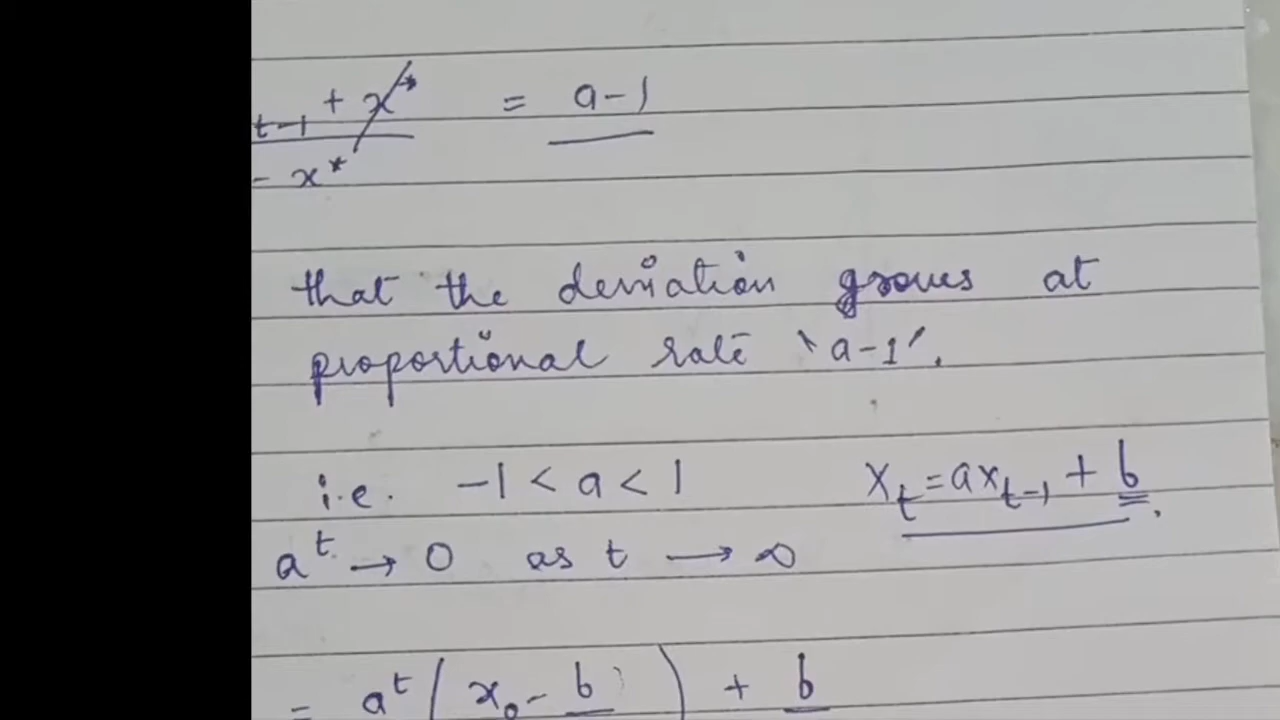 t-1 + x* = a-1
- x*
that the deviation grows at
proportional rate 'a-1'.
i.e. -1 < a < 1 x_t = ax_{t-1} + b.
a^t → 0 as t → ∞
= a^t ( x_0 - b ) + b